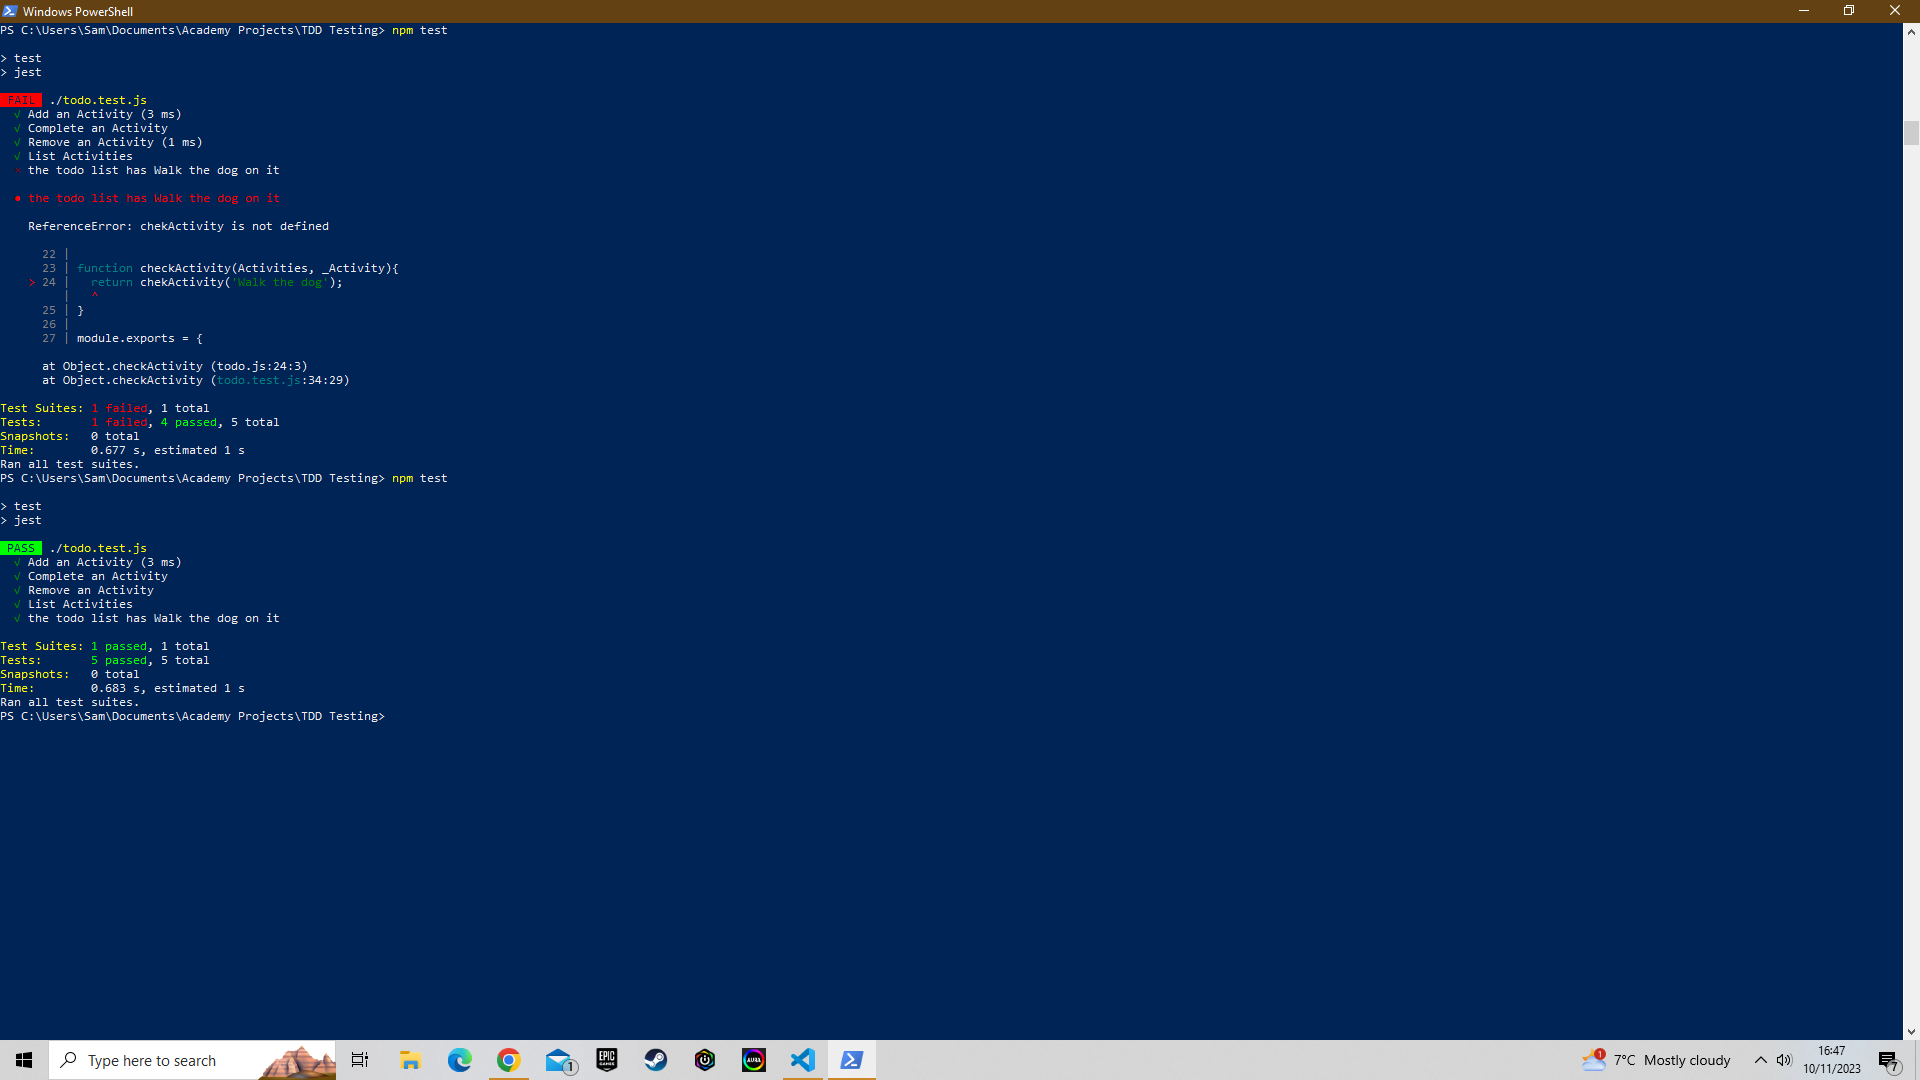 Windows PowerShell
PS C:\Users\Sam\Documents\Academy Projects\TDD Testing> npm test
> test
> jest
FAIL ./todo.test.js
√ Add an Activity (3 ms)
√ Complete an Activity
√ Remove an Activity (1 ms)
√ List Activities
× the todo list has Walk the dog on it
● the todo list has Walk the dog on it
ReferenceError: chekActivity is not defined
22 |
23 | function checkActivity(Activities, _Activity){
> 24 | return chekActivity('Walk the dog');
| ^
25 | }
26 |
27 | module.exports = {
at Object.checkActivity (todo.js:24:3)
at Object.checkActivity (todo.test.js:34:29)
Test Suites: 1 failed, 1 total
Tests: 1 failed, 4 passed, 5 total
Snapshots: 0 total
Time: 0.677 s, estimated 1 s
Ran all test suites.
PS C:\Users\Sam\Documents\Academy Projects\TDD Testing> npm test
> test
> jest
PASS ./todo.test.js
√ Add an Activity (3 ms)
√ Complete an Activity
√ Remove an Activity
√ List Activities
√ the todo list has Walk the dog on it
Test Suites: 1 passed, 1 total
Tests: 5 passed, 5 total
Snapshots: 0 total
Time: 0.683 s, estimated 1 s
Ran all test suites.
PS C:\Users\Sam\Documents\Academy Projects\TDD Testing>
Type here to search
1
EPIC GAMES
AURA
1
7°C Mostly cloudy
16:47
10/11/2023
7